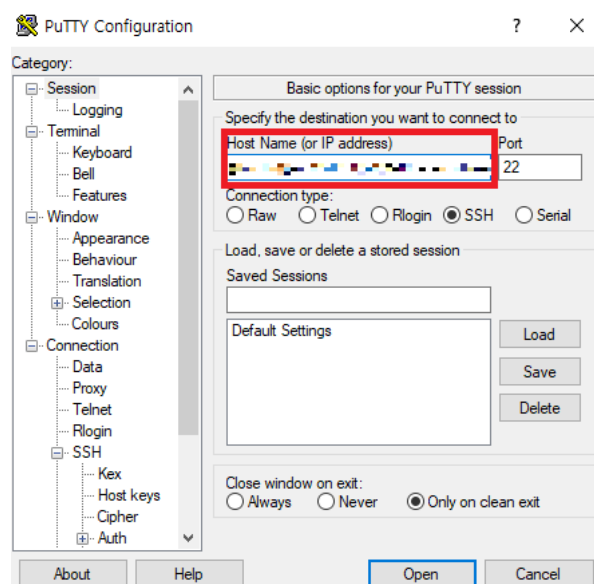 PuTTY Configuration
?
Category:
Session
Logging
Terminal
Keyboard
Bell
Features
Window
Appearance
Behaviour
Translation
Selection
Colours
Connection
Data
Proxy
Telnet
Rlogin
SSH
Kex
Host keys
Cipher
Auth
Basic options for your PuTTY session
Specify the destination you want to connect to
Host Name (or IP address) Port
22
Connection type:
Raw Telnet Rlogin SSH Serial
Load, save or delete a stored session
Saved Sessions
Default Settings
Load
Save
Delete
Close window on exit:
Always Never Only on clean exit
About Help Open Cancel